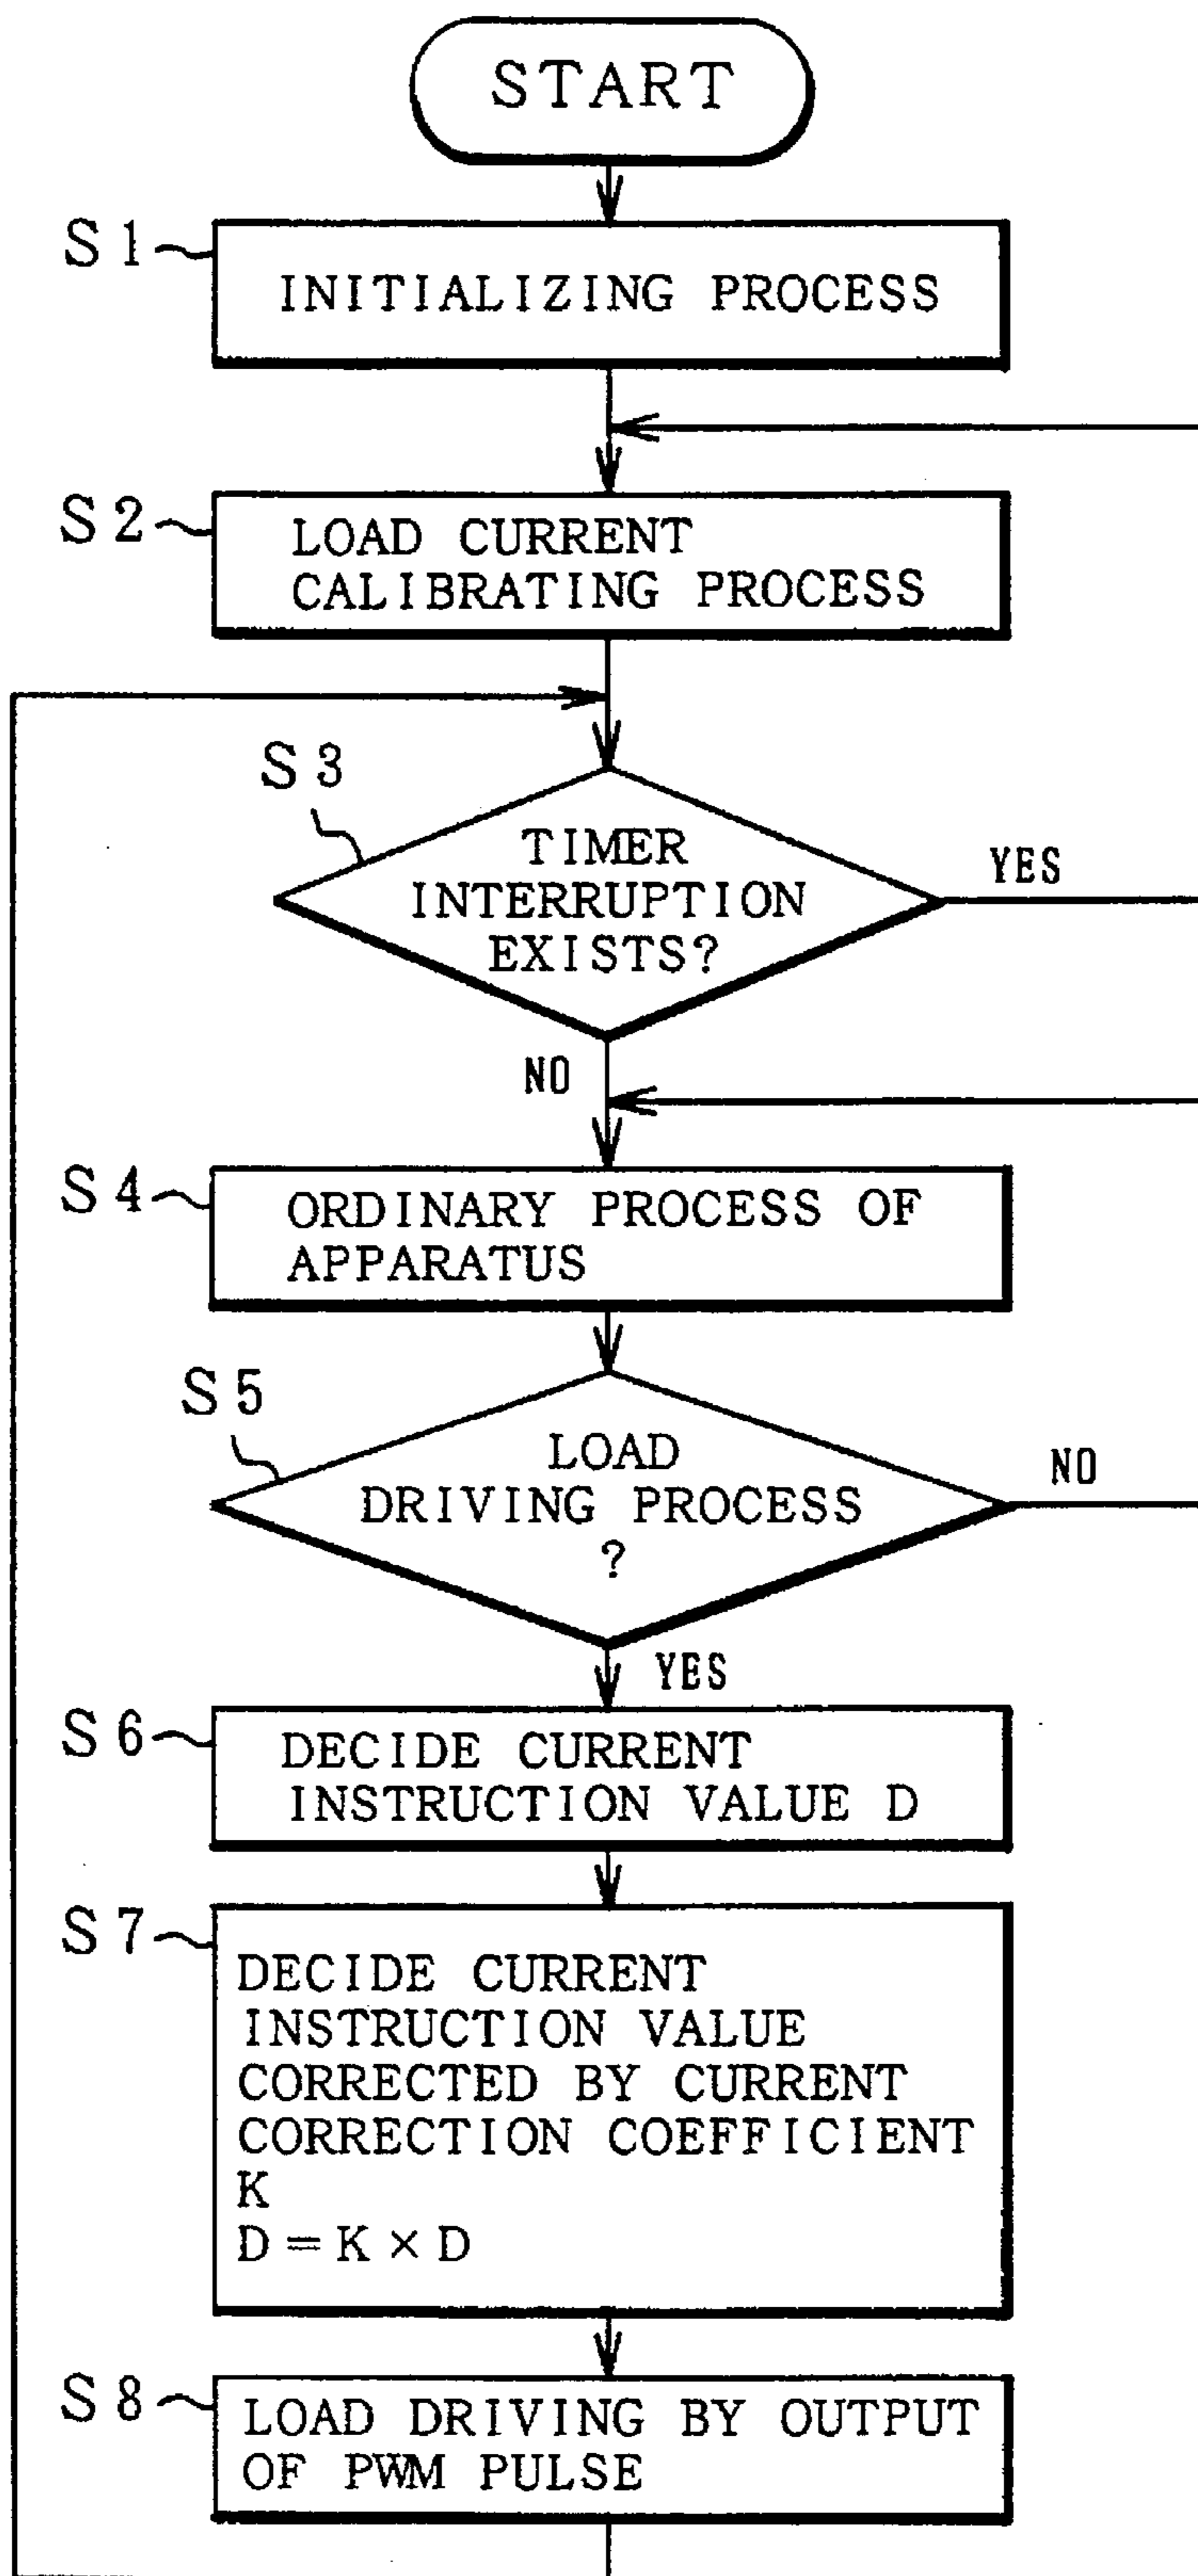 START
S1
INITIALIZING PROCESS
S2
LOAD CURRENT
CALIBRATING PROCESS
S3
TIMER
INTERRUPTION
EXISTS?
YES
NO
S4
ORDINARY PROCESS OF
APPARATUS
S5
LOAD
DRIVING PROCESS
?
NO
YES
S6
DECIDE CURRENT
INSTRUCTION VALUE D
S7
DECIDE CURRENT
INSTRUCTION VALUE
CORRECTED BY CURRENT
CORRECTION COEFFICIENT
K
D=K×D
S8
LOAD DRIVING BY OUTPUT
OF PWM PULSE